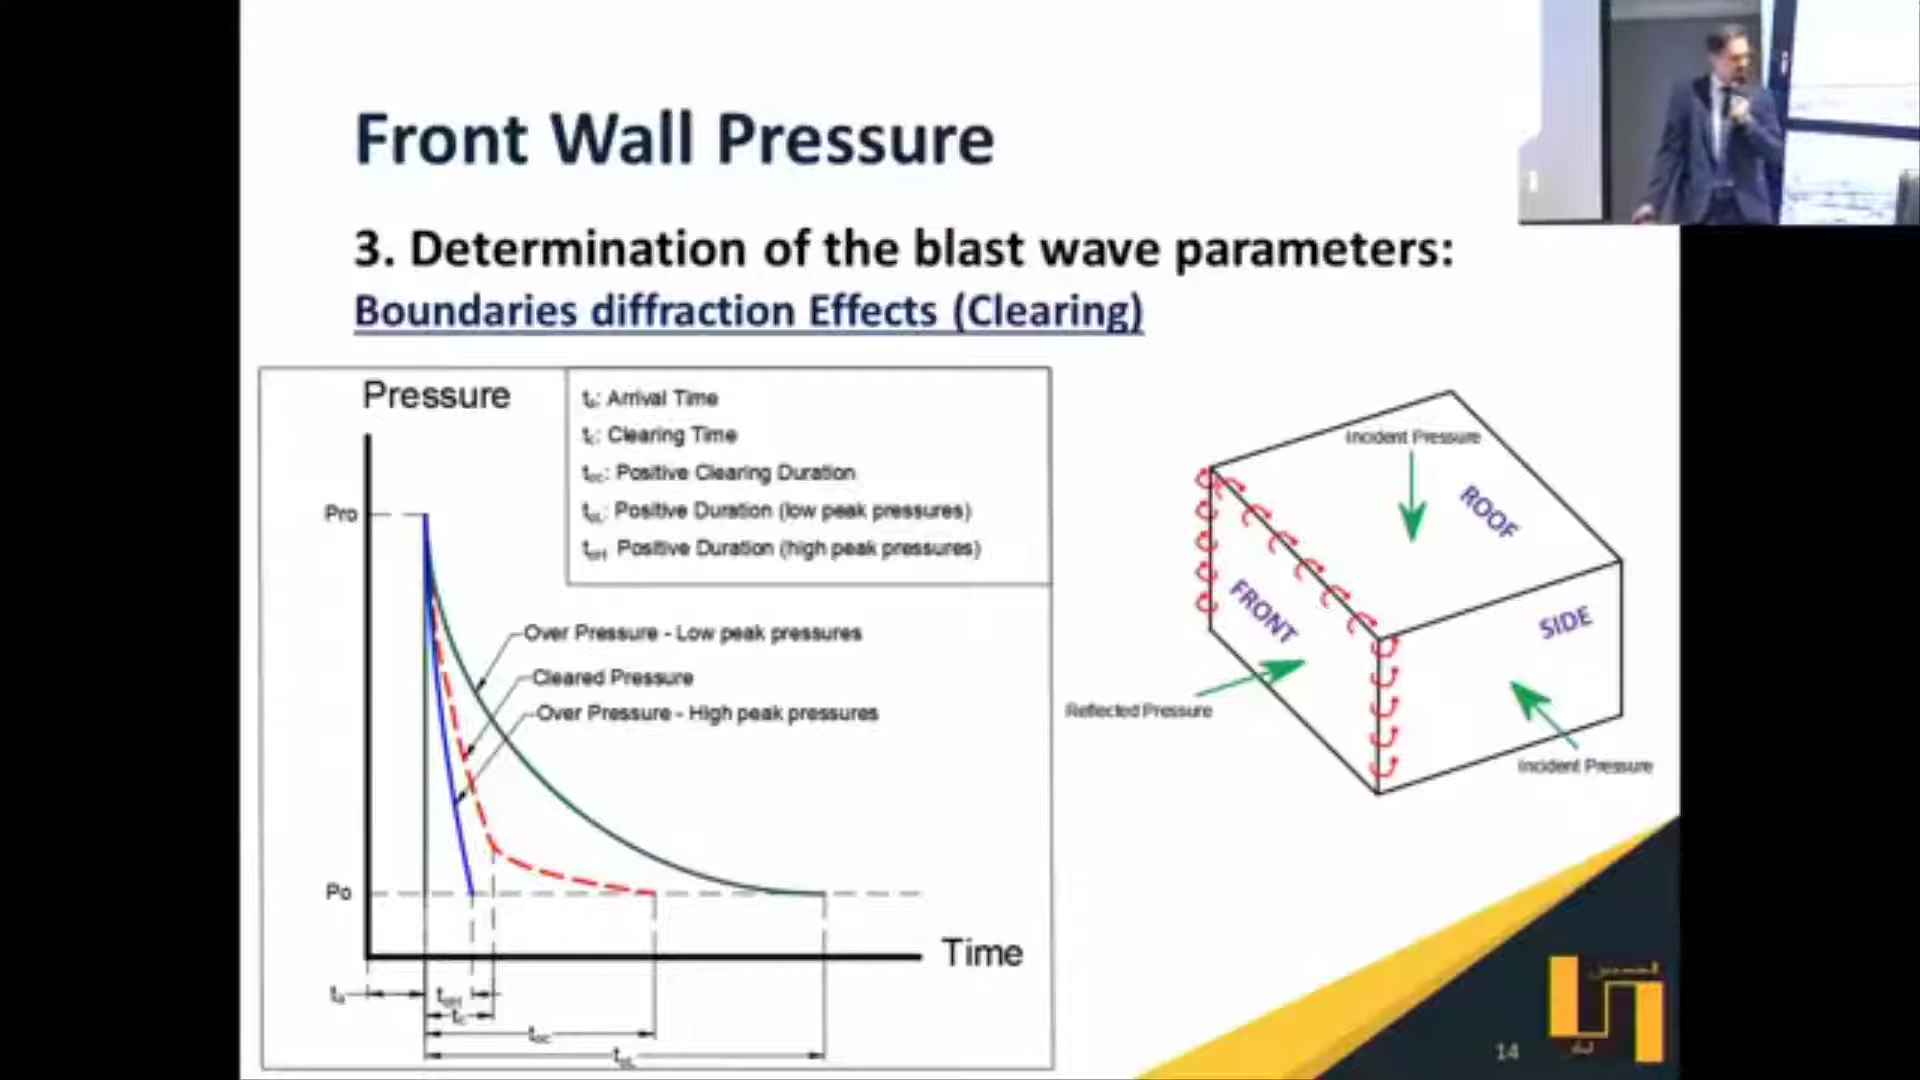 Front Wall Pressure
3. Determination of the blast wave parameters:
Boundaries diffraction Effects (Clearing)
Pressure
: Arrival Time
: Clearing Time
: Positive Clearing Duration
: Positive Duration (low peak pressures)
Positive Duration (high peak pressures)
Pro
Over Pressure - Low peak pressures
Cleared Pressure
Over Pressure - High peak pressures
Po
Time
Incident Pressure
ROOF
FRONT
SIDE
Reflected Pressure
Incident Pressure
14